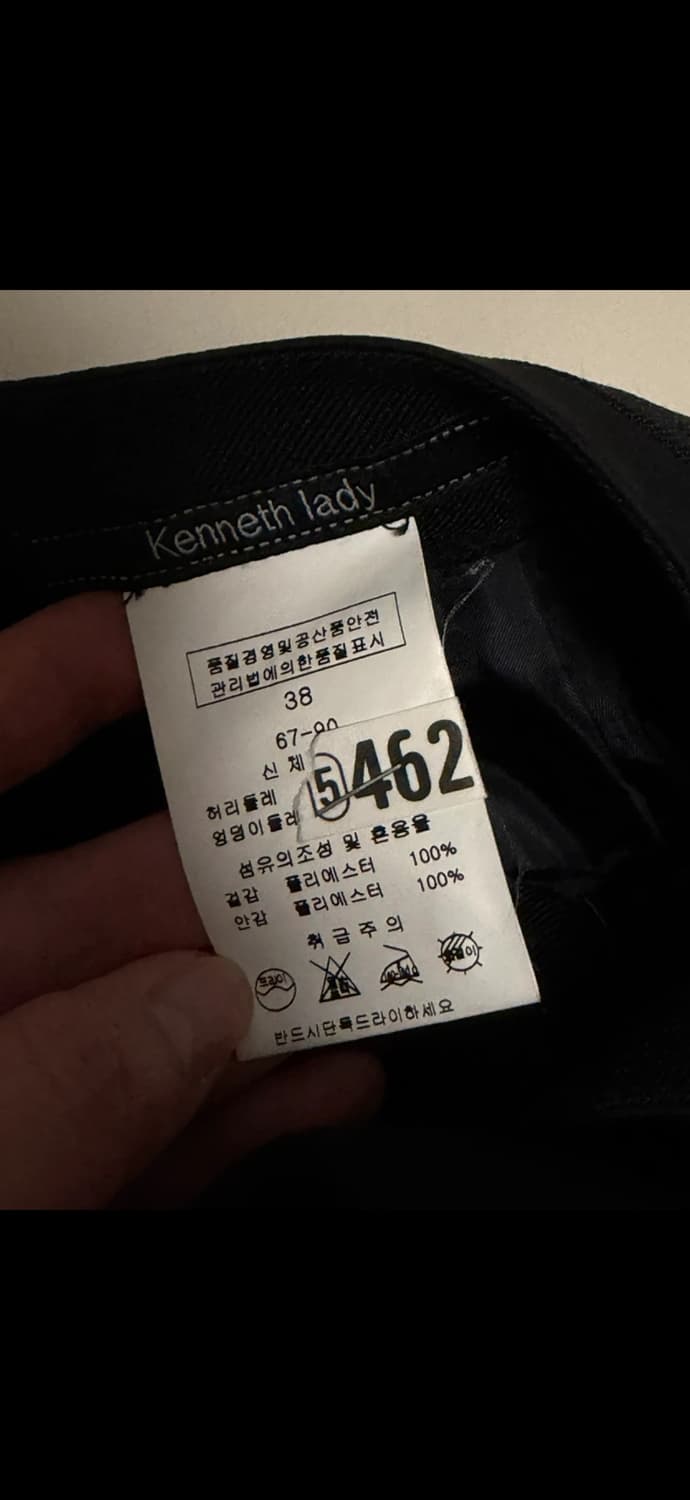 Kenneth lady
품질경영및공산품안전
관리법에의한품질표시
38
67-90
신 체
⑤462
허리둘레
엉덩이둘레
섬유의조성 및 혼용율
겉감 폴리에스터 100%
안감 폴리에스터 100%
취 급 주 의
드라이
반드시단독드라이하세요